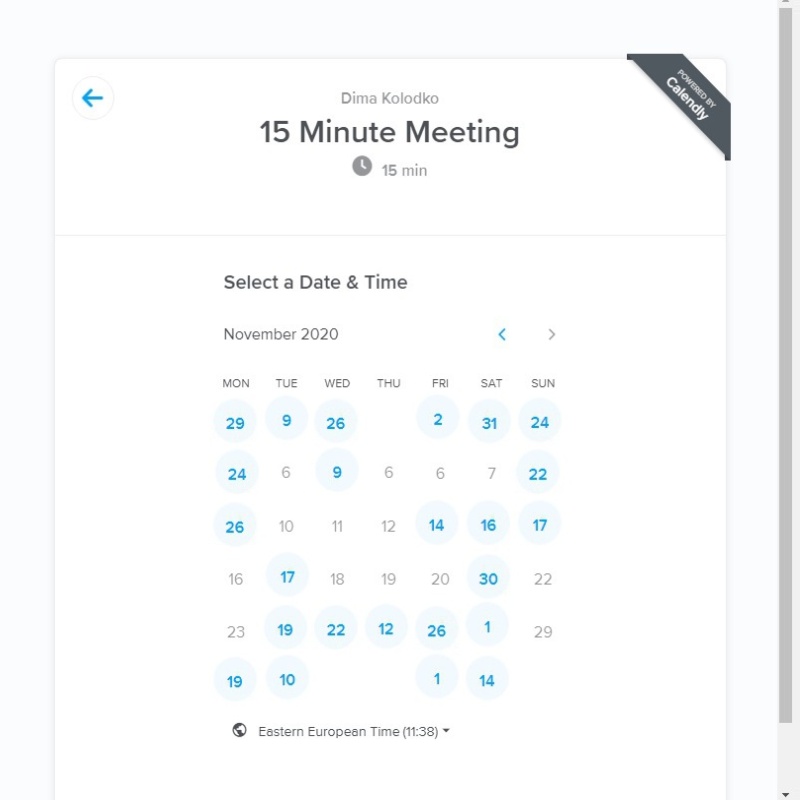 POWERED BY
Calendly
Dima Kolodko
15 Minute Meeting
15 min
Select a Date & Time
November 2020
MON TUE WED THU FRI SAT SUN
29 9 26 2 31 24
24 6 9 6 6 7 22
26 10 11 12 14 16 17
16 17 18 19 20 30 22
23 19 22 12 26 1 29
19 10 1 14
Eastern European Time (11:38)